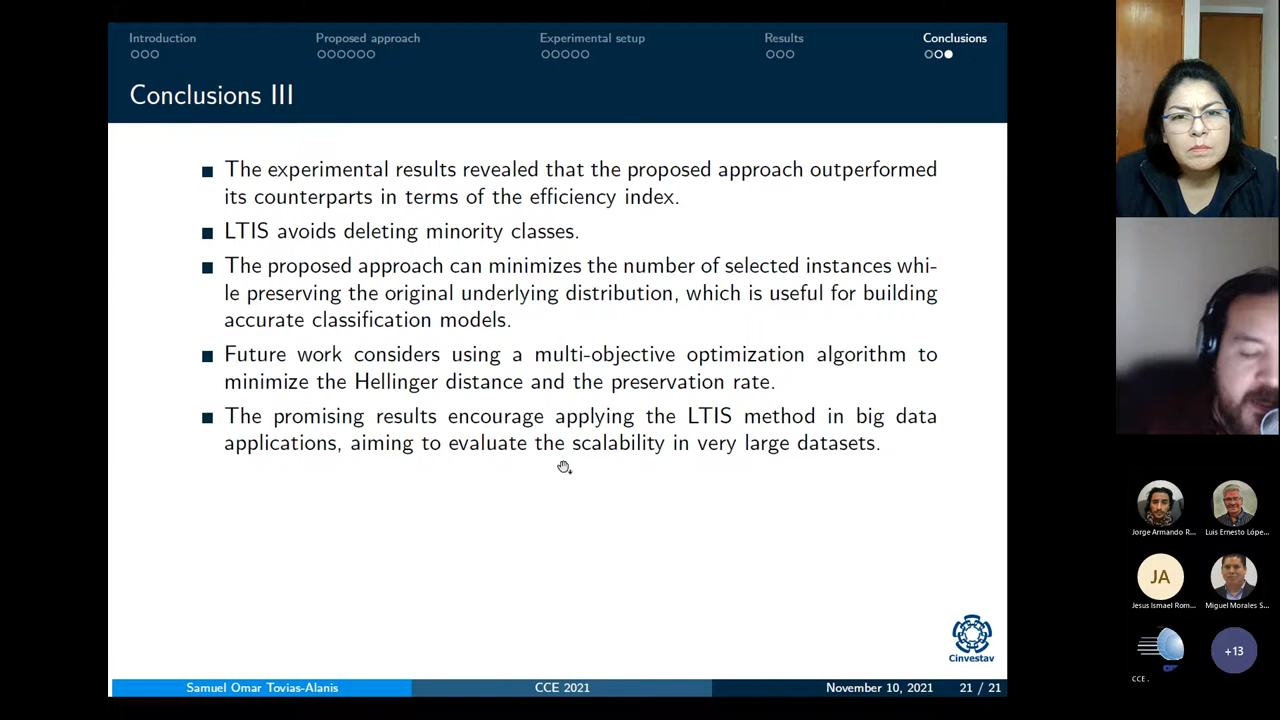 Introduction
Proposed approach
Experimental setup
Results
Conclusions
Conclusions III
The experimental results revealed that the proposed approach outperformed
its counterparts in terms of the efficiency index.
LTIS avoids deleting minority classes.
The proposed approach can minimizes the number of selected instances whi-
le preserving the original underlying distribution, which is useful for building
accurate classification models.
Future work considers using a multi-objective optimization algorithm to
minimize the Hellinger distance and the preservation rate.
The promising results encourage applying the LTIS method in big data
applications, aiming to evaluate the scalability in very large datasets.
Cinvestav
Samuel Omar Tovias-Alanis
CCE 2021
November 10, 2021
21 / 21
Jorge Armando R...
Luis Ernesto Lópe...
JA
Jesus Ismael Rom...
Miguel Morales S...
CCE .
+13